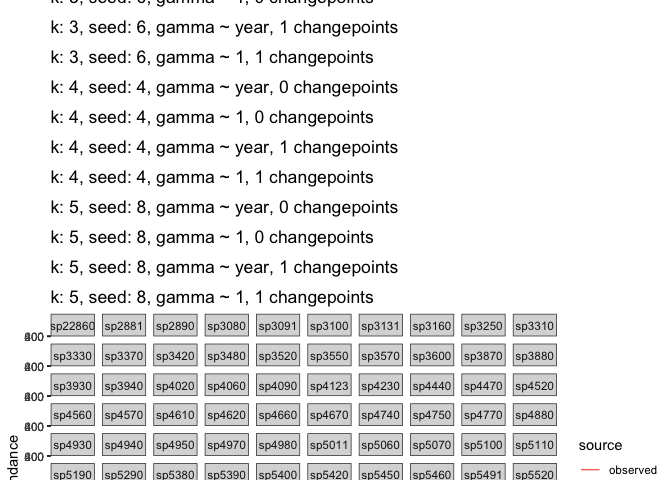 k: 3, seed: 6, gamma ~ 1, 0 changepoints
k: 3, seed: 6, gamma ~ year, 1 changepoints
k: 3, seed: 6, gamma ~ 1, 1 changepoints
k: 4, seed: 4, gamma ~ year, 0 changepoints
k: 4, seed: 4, gamma ~ 1, 0 changepoints
k: 4, seed: 4, gamma ~ year, 1 changepoints
k: 4, seed: 4, gamma ~ 1, 1 changepoints
k: 5, seed: 8, gamma ~ year, 0 changepoints
k: 5, seed: 8, gamma ~ 1, 0 changepoints
k: 5, seed: 8, gamma ~ year, 1 changepoints
k: 5, seed: 8, gamma ~ 1, 1 changepoints
sp22860 sp2881 sp2890 sp3080 sp3091 sp3100 sp3131 sp3160 sp3250 sp3310
sp3330 sp3370 sp3420 sp3480 sp3520 sp3550 sp3570 sp3600 sp3870 sp3880
sp3930 sp3940 sp4020 sp4060 sp4090 sp4123 sp4230 sp4440 sp4470 sp4520
sp4560 sp4570 sp4610 sp4620 sp4660 sp4670 sp4740 sp4750 sp4770 sp4880
sp4930 sp4940 sp4950 sp4970 sp4980 sp5011 sp5060 sp5070 sp5100 sp5110
sp5190 sp5290 sp5380 sp5390 sp5400 sp5420 sp5450 sp5460 sp5491 sp5520
source
observed